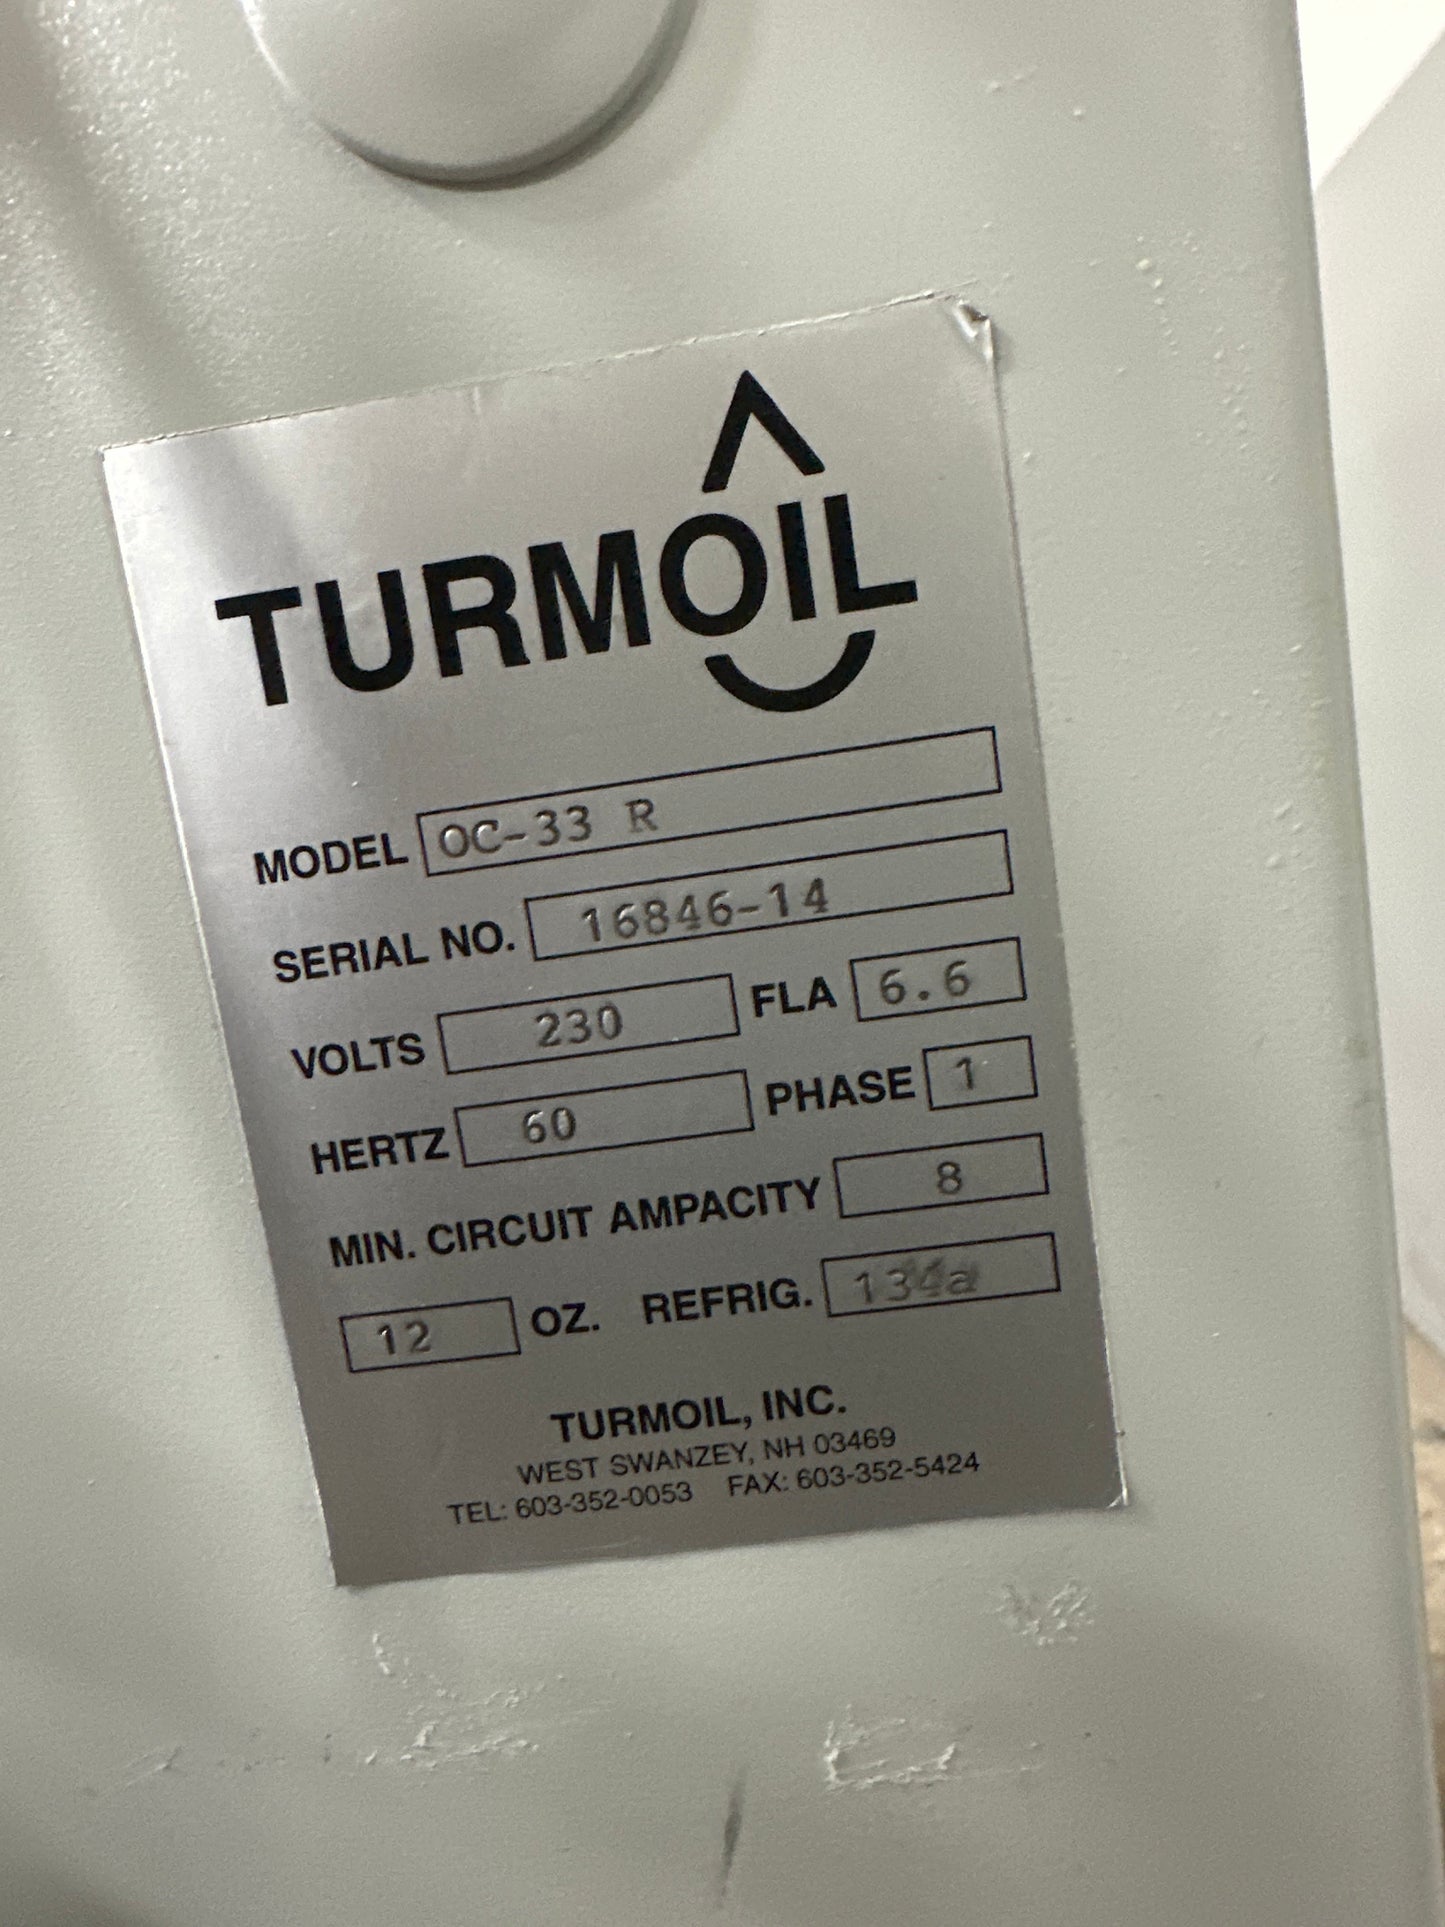 TURMOIL
MODEL OC-33 R
SERIAL NO. 16846-14
VOLTS 230 FLA 6.6
HERTZ 60 PHASE 1
MIN. CIRCUIT AMPACITY 8
12 OZ. REFRIG. 134a
TURMOIL, INC.
WEST SWANZEY, NH 03469
TEL: 603-352-0053 FAX: 603-352-5424